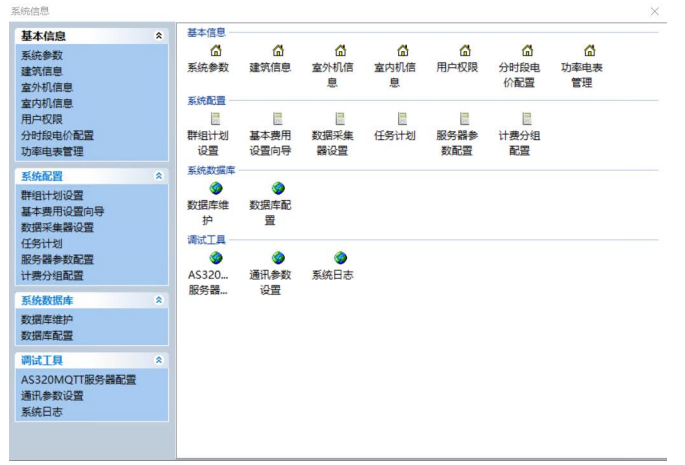 系统信息
基本信息
系统参数
建筑信息
室外机信息
室内机信息
用户权限
分时段电价配置
功率电表管理
系统配置
群组计划设置
基本费用设置向导
数据采集器设置
任务计划
服务器参数配置
计费分组配置
系统数据库
数据库维护
数据库配置
调试工具
AS320MQTT服务器配置
通讯参数设置
系统日志
基本信息
系统参数 建筑信息 室外机信 室内机信 用户权限 分时段电 功率电表
息 息 价配置 管理
系统配置
群组计划 基本费用 数据采集 任务计划 服务器参 计费分组
设置 设置向导 器设置 数配置 配置
系统数据库
数据库维 数据库配
护 置
调试工具
AS320... 通讯参数 系统日志
服务器... 设置